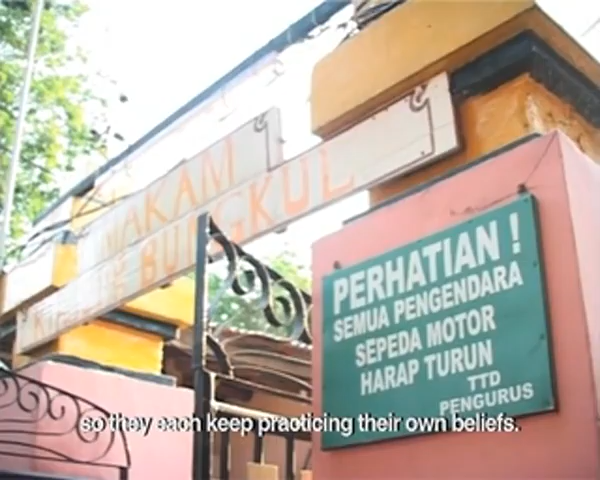 MAKAM
BUNGKUL
PERHATIAN !
SEMUA PENGENDARA
SEPEDA MOTOR
HARAP TURUN
TTD
PENGURUS
so they each keep practicing their own beliefs.